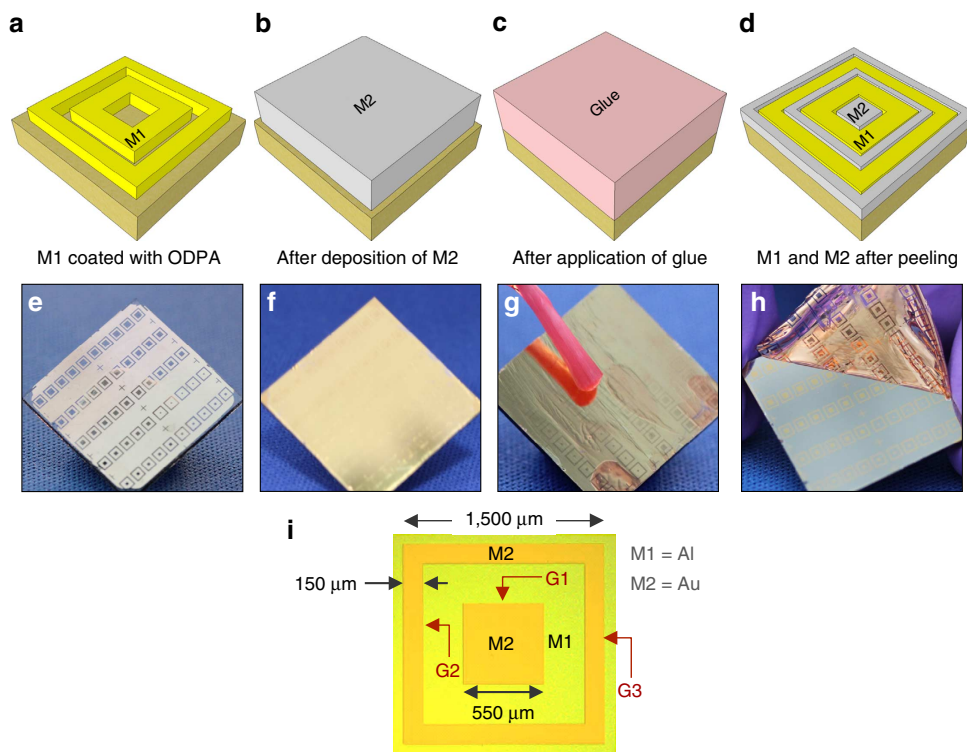 a
b
c
d
M1
M2
Glue
M2
M1
M1 coated with ODPA
After deposition of M2
After application of glue
M1 and M2 after peeling
e
f
g
h
i
1,500 µm
M2
M1 = Al
150 µm
G1
M2 = Au
M2
M1
G2
G3
550 µm